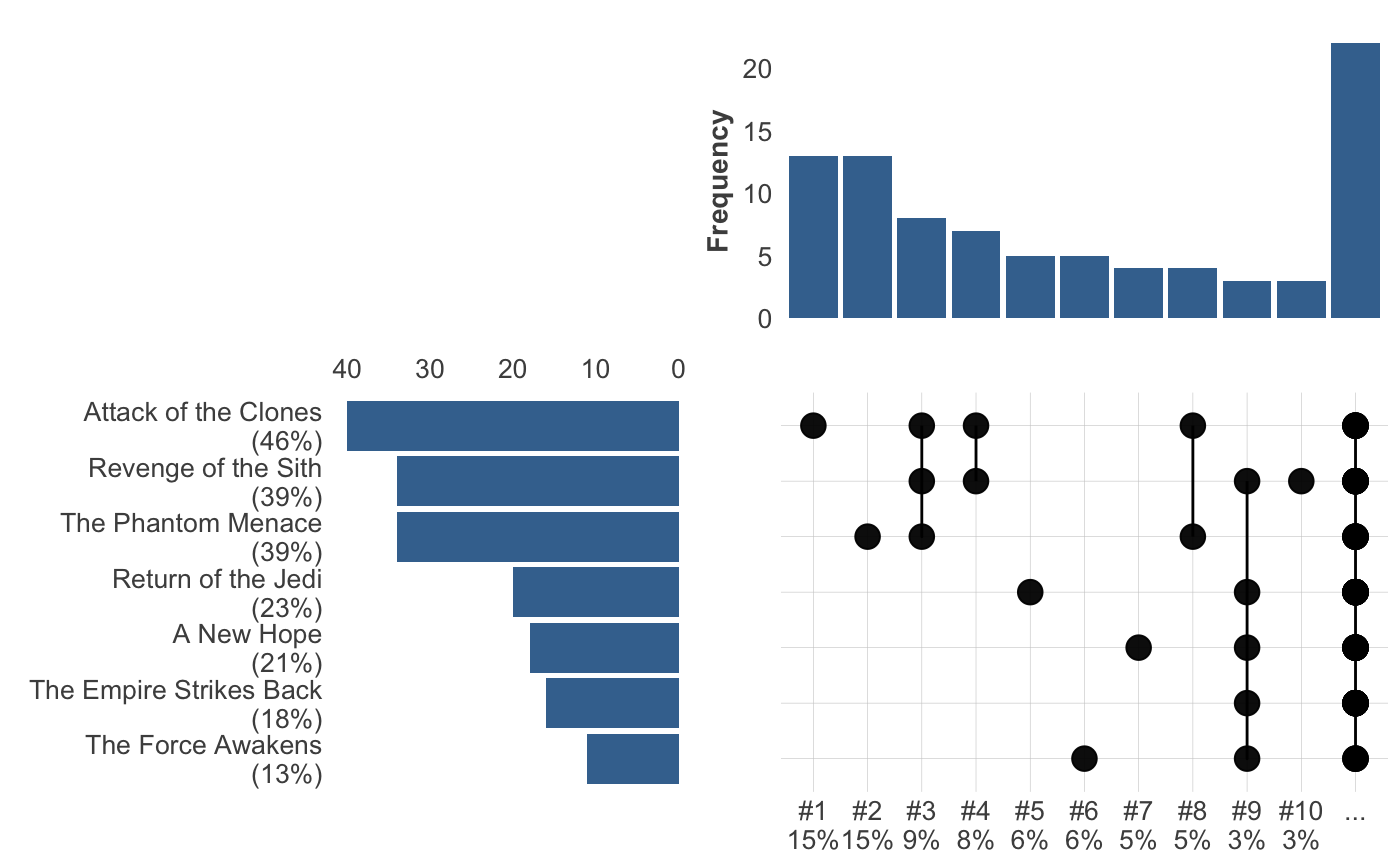 20
15
10
5
0
Frequency
40 30 20 10 0
Attack of the Clones
(46%)
Revenge of the Sith
(39%)
The Phantom Menace
(39%)
Return of the Jedi
(23%)
A New Hope
(21%)
The Empire Strikes Back
(18%)
The Force Awakens
(13%)
#1 #2 #3 #4 #5 #6 #7 #8 #9 #10 ...
15% 15% 9% 8% 6% 6% 5% 5% 3% 3%